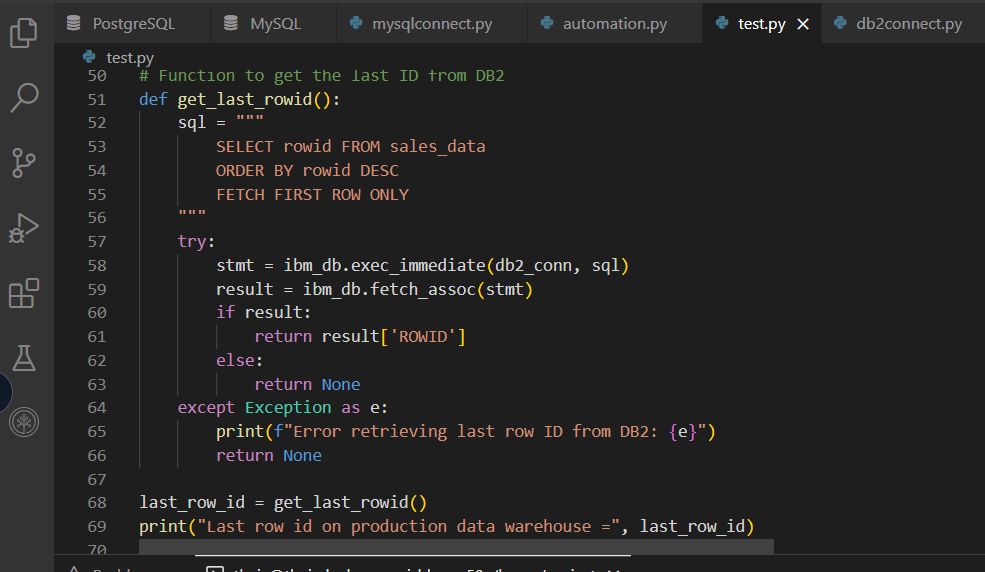 PostgreSQL MySQL mysqlconnect.py automation.py test.py db2connect.py
test.py
50 # Function to get the last ID from DB2
51 def get_last_rowid():
52     sql = """
53         SELECT rowid FROM sales_data
54         ORDER BY rowid DESC
55         FETCH FIRST ROW ONLY
56     """
57     try:
58         stmt = ibm_db.exec_immediate(db2_conn, sql)
59         result = ibm_db.fetch_assoc(stmt)
60         if result:
61             return result['ROWID']
62         else:
63             return None
64     except Exception as e:
65         print(f"Error retrieving last row ID from DB2: {e}")
66         return None
67
68 last_row_id = get_last_rowid()
69 print("Last row id on production data warehouse =", last_row_id)
70